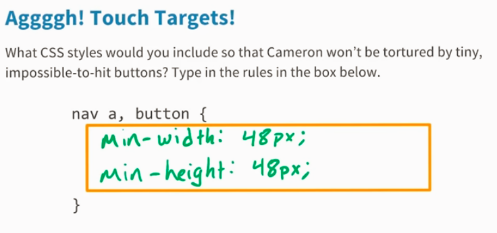 Aggggh! Touch Targets!
What CSS styles would you include so that Cameron won't be tortured by tiny,
impossible-to-hit buttons? Type in the rules in the box below.
nav a, button {
min-width: 48px;
min-height: 48px;
}